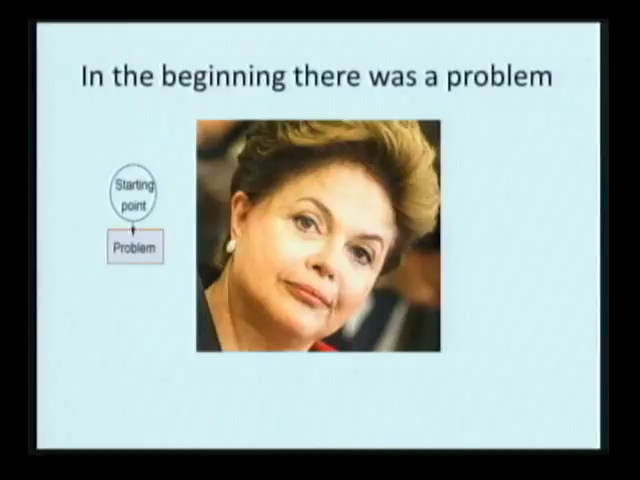 In the beginning there was a problem
Starting
point
Problem